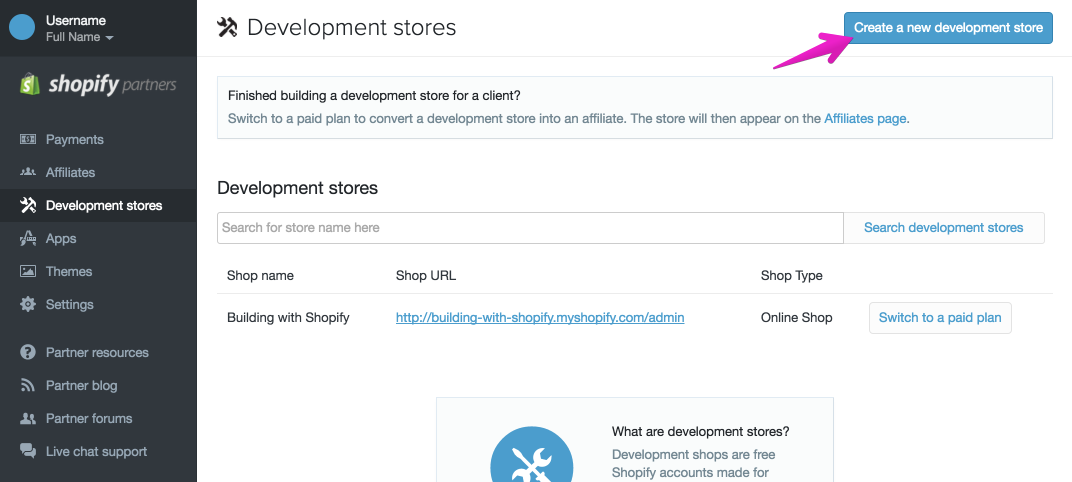 Username
Full Name
shopify partners
Payments
Affiliates
Development stores
Apps
Themes
Settings
Partner resources
Partner blog
Partner forums
Live chat support
Development stores
Create a new development store
Finished building a development store for a client?
Switch to a paid plan to convert a development store into an affiliate. The store will then appear on the Affiliates page.
Development stores
Search for store name here
Search development stores
Shop name Shop URL Shop Type
Building with Shopify http://building-with-shopify.myshopify.com/admin Online Shop Switch to a paid plan
What are development stores?
Development shops are free
Shopify accounts made for